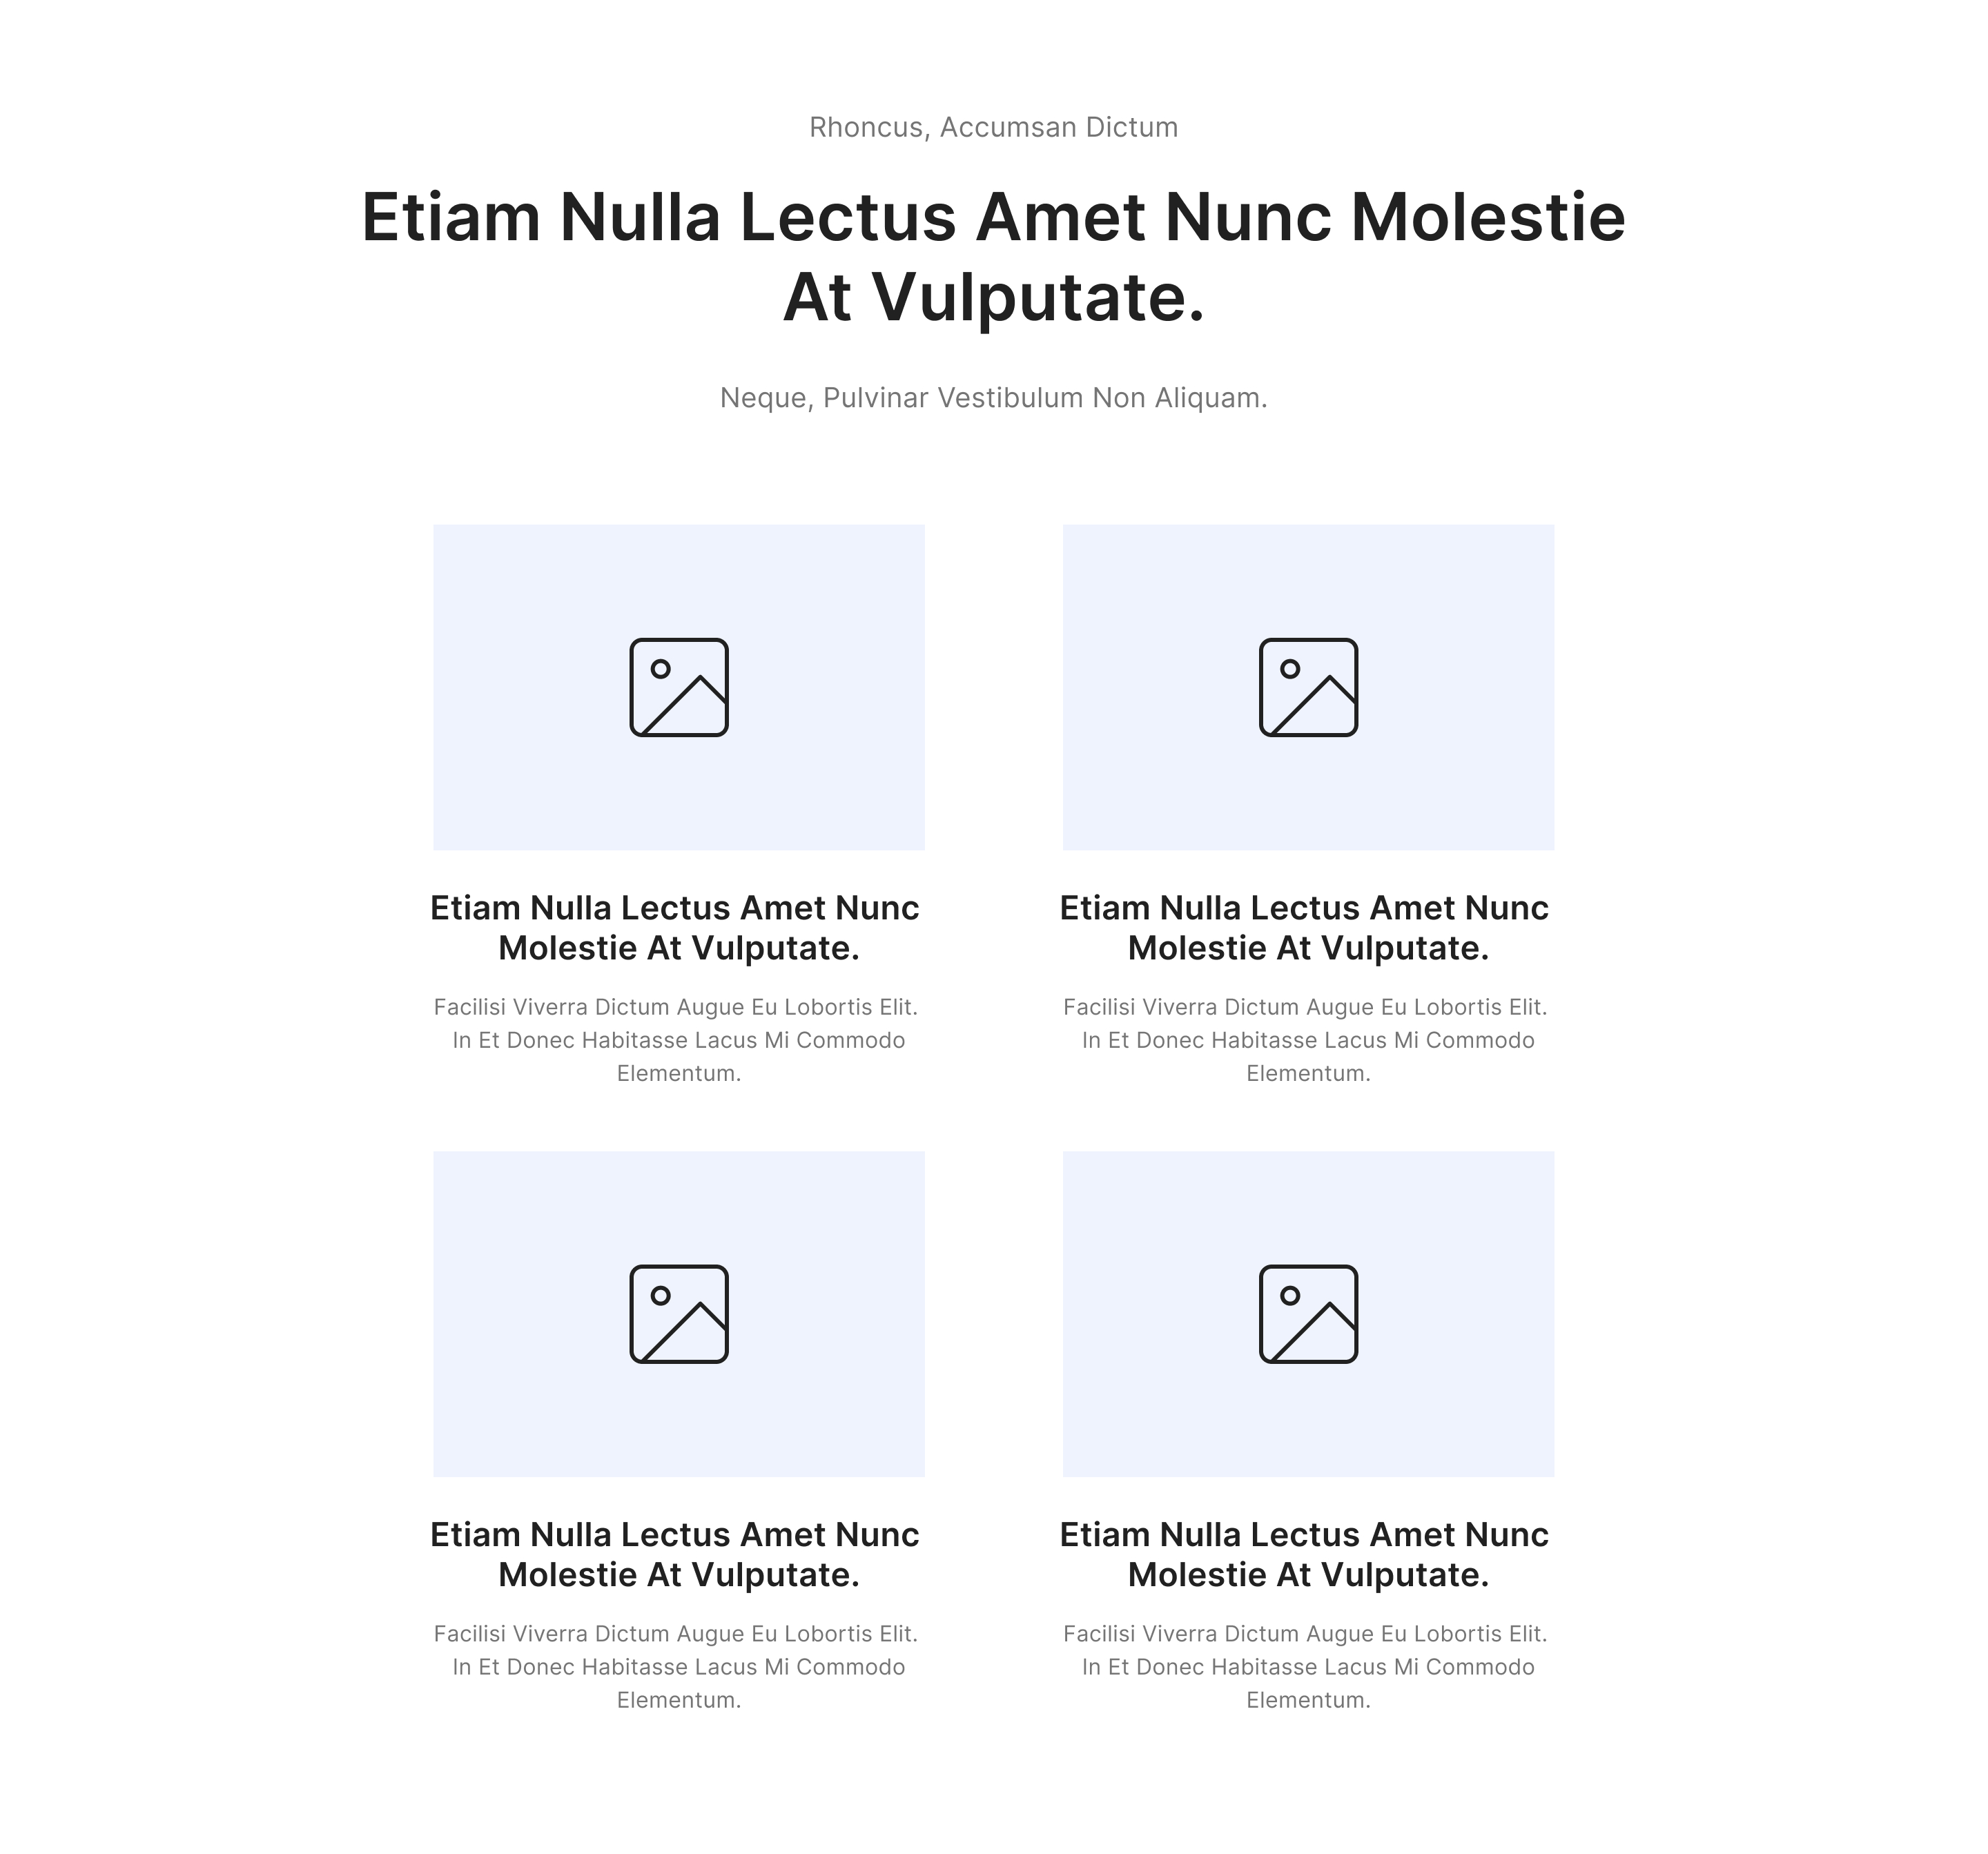 Rhoncus, Accumsan Dictum
Etiam Nulla Lectus Amet Nunc Molestie
At Vulputate.
Neque, Pulvinar Vestibulum Non Aliquam.
Etiam Nulla Lectus Amet Nunc
Molestie At Vulputate.
Facilisi Viverra Dictum Augue Eu Lobortis Elit.
In Et Donec Habitasse Lacus Mi Commodo
Elementum.
Etiam Nulla Lectus Amet Nunc
Molestie At Vulputate.
Facilisi Viverra Dictum Augue Eu Lobortis Elit.
In Et Donec Habitasse Lacus Mi Commodo
Elementum.
Etiam Nulla Lectus Amet Nunc
Molestie At Vulputate.
Facilisi Viverra Dictum Augue Eu Lobortis Elit.
In Et Donec Habitasse Lacus Mi Commodo
Elementum.
Etiam Nulla Lectus Amet Nunc
Molestie At Vulputate.
Facilisi Viverra Dictum Augue Eu Lobortis Elit.
In Et Donec Habitasse Lacus Mi Commodo
Elementum.